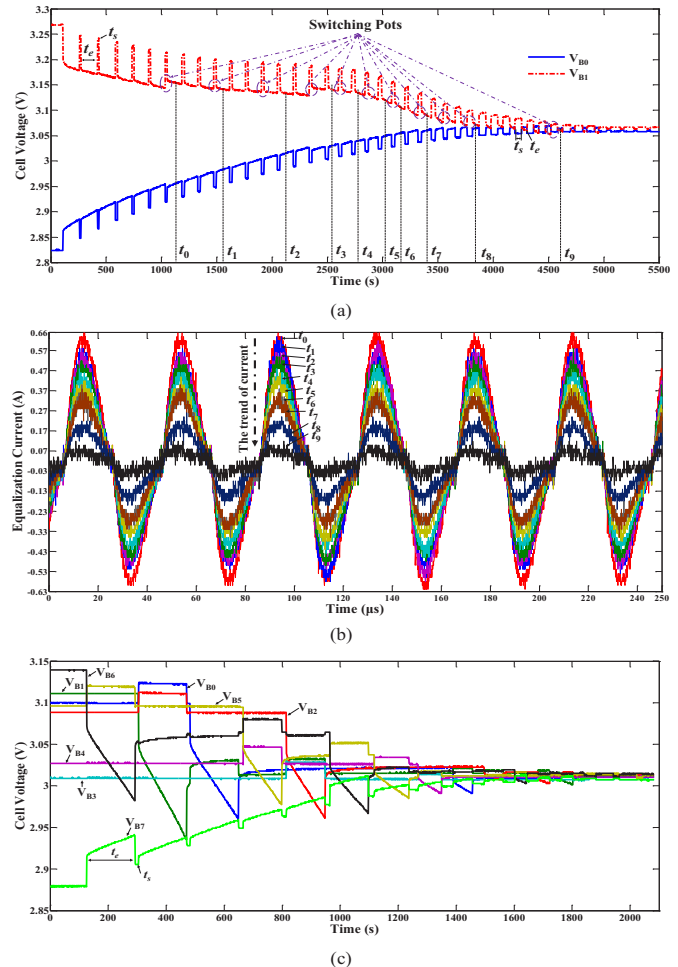 3.3
3.25
3.2
3.15
3.1
3.05
3
2.95
2.9
2.85
2.8
Cell Voltage (V)
Switching Pots
t_s
t_e
V_B0
V_B1
t_s t_e
t_0 t_1 t_2 t_3 t_4 t_5 t_6 t_7 t_8 t_9
0 500 1000 1500 2000 2500 3000 3500 4000 4500 5000 5500
Time (s)
(a)
0.66
0.57
0.47
0.37
0.27
0.17
0.07
-0.03
-0.13
-0.23
-0.33
-0.43
-0.53
-0.63
Equalization Current (A)
The trend of current
t_0
t_1
t_2
t_3
t_4
t_5
t_6
t_7
t_8
t_9
0 20 40 60 80 100 120 140 160 180 200 220 240 250
Time (μs)
(b)
3.15
3.1
3.05
3
2.95
2.9
2.85
Cell Voltage (V)
V_B6
V_B1
V_B0
V_B5
V_B2
V_B4
V_B3
V_B7
t_e
t_s
0 200 400 600 800 1000 1200 1400 1600 1800 2000
Time (s)
(c)